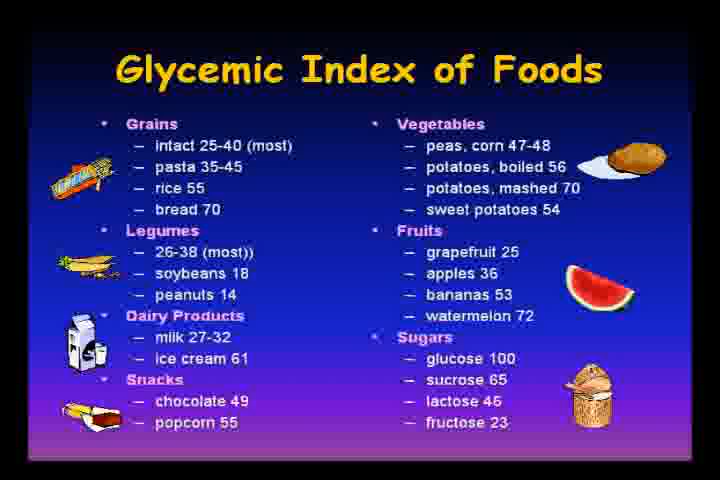 Glycemic Index of Foods
• Grains
– intact 25-40 (most)
– pasta 35-45
– rice 55
– bread 70
• Legumes
– 26-38 (most))
– soybeans 18
– peanuts 14
• Dairy Products
– milk 27-32
– ice cream 61
• Snacks
– chocolate 49
– popcorn 55
• Vegetables
– peas, corn 47-48
– potatoes, boiled 56
– potatoes, mashed 70
– sweet potatoes 54
• Fruits
– grapefruit 25
– apples 36
– bananas 53
– watermelon 72
• Sugars
– glucose 100
– sucrose 65
– lactose 46
– fructose 23